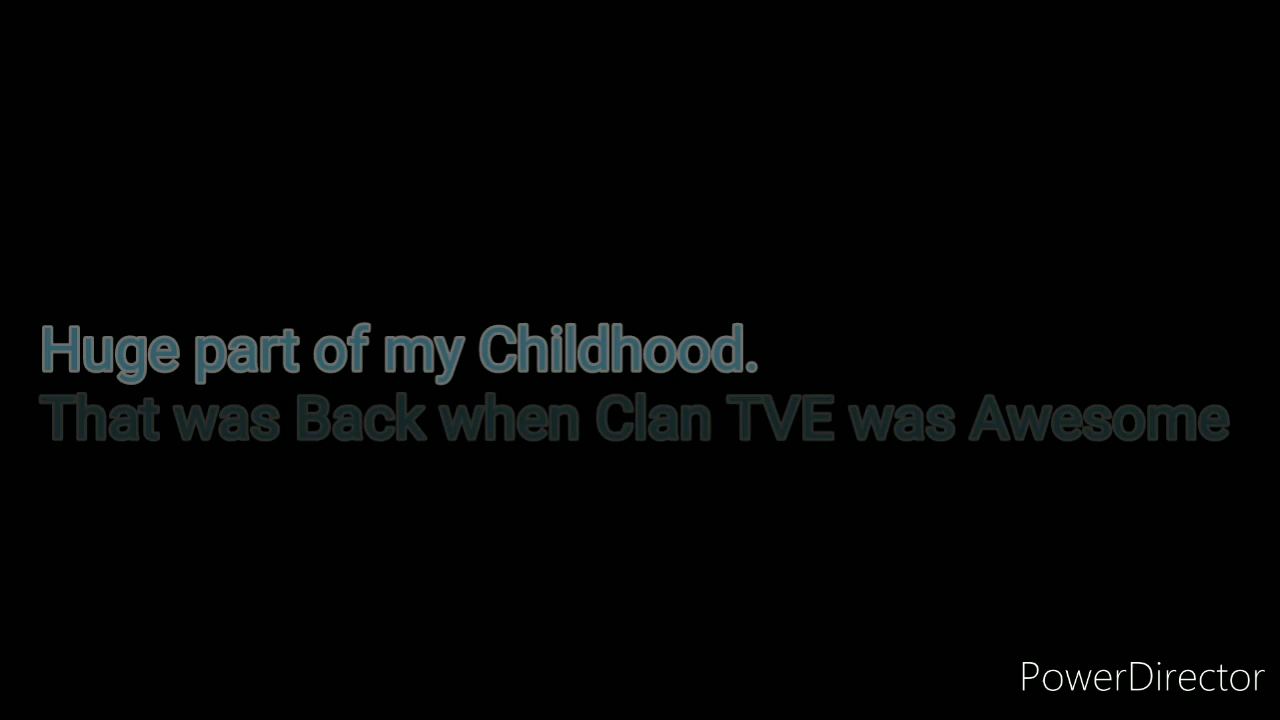 Huge part of my Childhood.
That was Back when Clan TVE was Awesome
PowerDirector